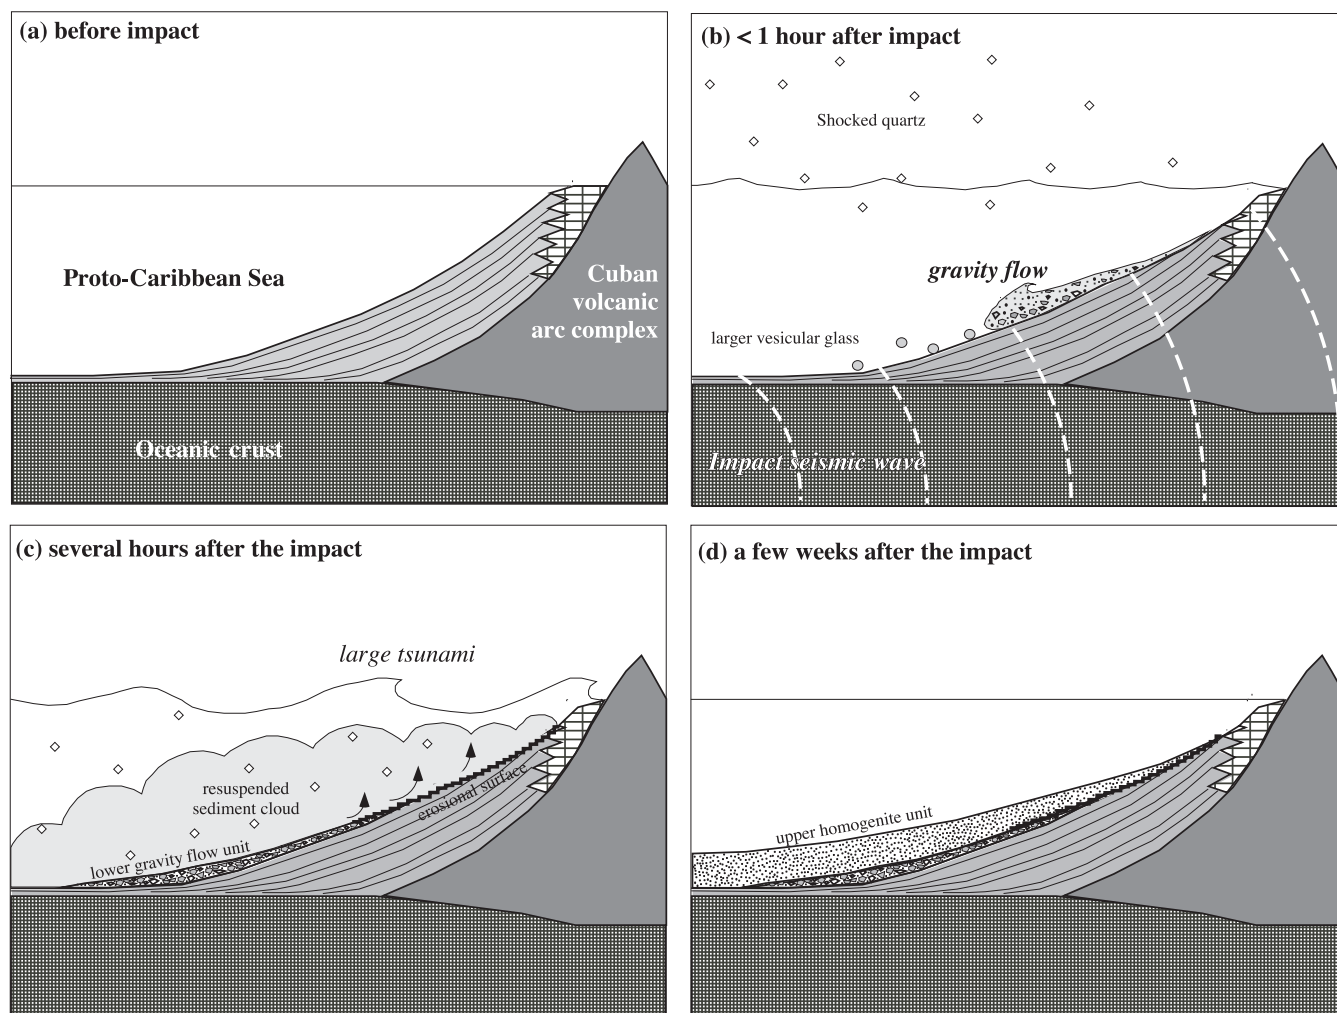 (a) before impact
Proto-Caribbean Sea
Cuban
volcanic
arc complex
Oceanic crust
(b) < 1 hour after impact
Shocked quartz
gravity flow
larger vesicular glass
Impact seismic wave
(c) several hours after the impact
large tsunami
resuspended
sediment cloud
erosional surface
lower gravity flow unit
(d) a few weeks after the impact
upper homogenite unit